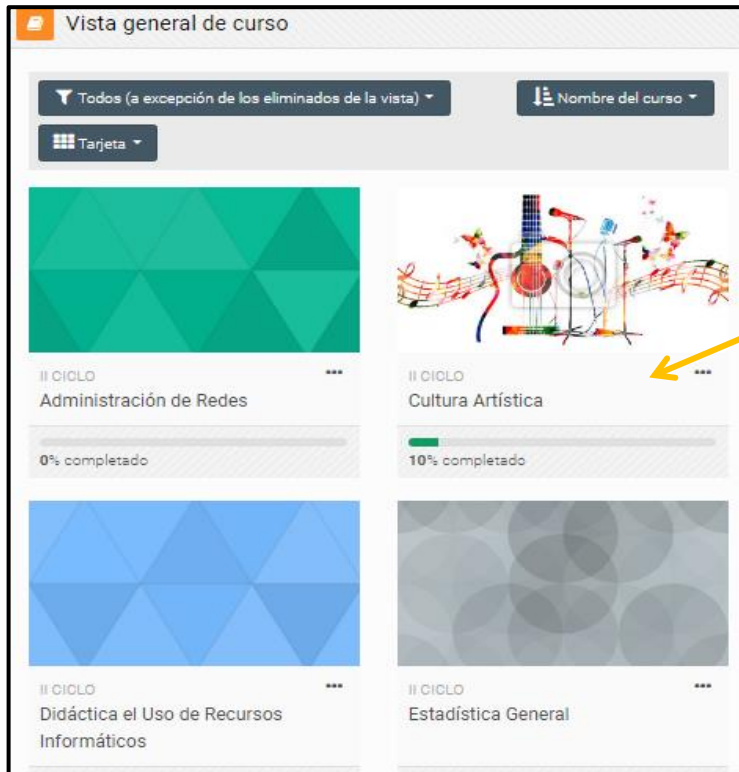 Vista general de curso
Todos (a excepción de los eliminados de la vista)
Nombre del curso
Tarjeta
II CICLO
Administración de Redes
0% completado
II CICLO
Cultura Artística
10% completado
II CICLO
Didáctica el Uso de Recursos
Informáticos
II CICLO
Estadística General